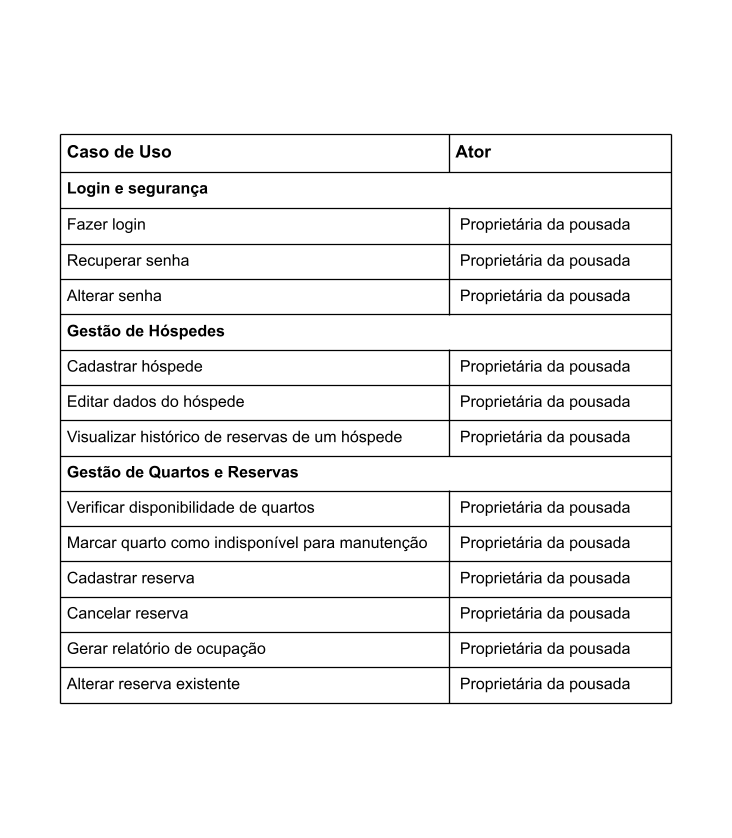 Caso de Uso Ator
Login e segurança
Fazer login Proprietária da pousada
Recuperar senha Proprietária da pousada
Alterar senha Proprietária da pousada
Gestão de Hóspedes
Cadastrar hóspede Proprietária da pousada
Editar dados do hóspede Proprietária da pousada
Visualizar histórico de reservas de um hóspede Proprietária da pousada
Gestão de Quartos e Reservas
Verificar disponibilidade de quartos Proprietária da pousada
Marcar quarto como indisponível para manutenção Proprietária da pousada
Cadastrar reserva Proprietária da pousada
Cancelar reserva Proprietária da pousada
Gerar relatório de ocupação Proprietária da pousada
Alterar reserva existente Proprietária da pousada